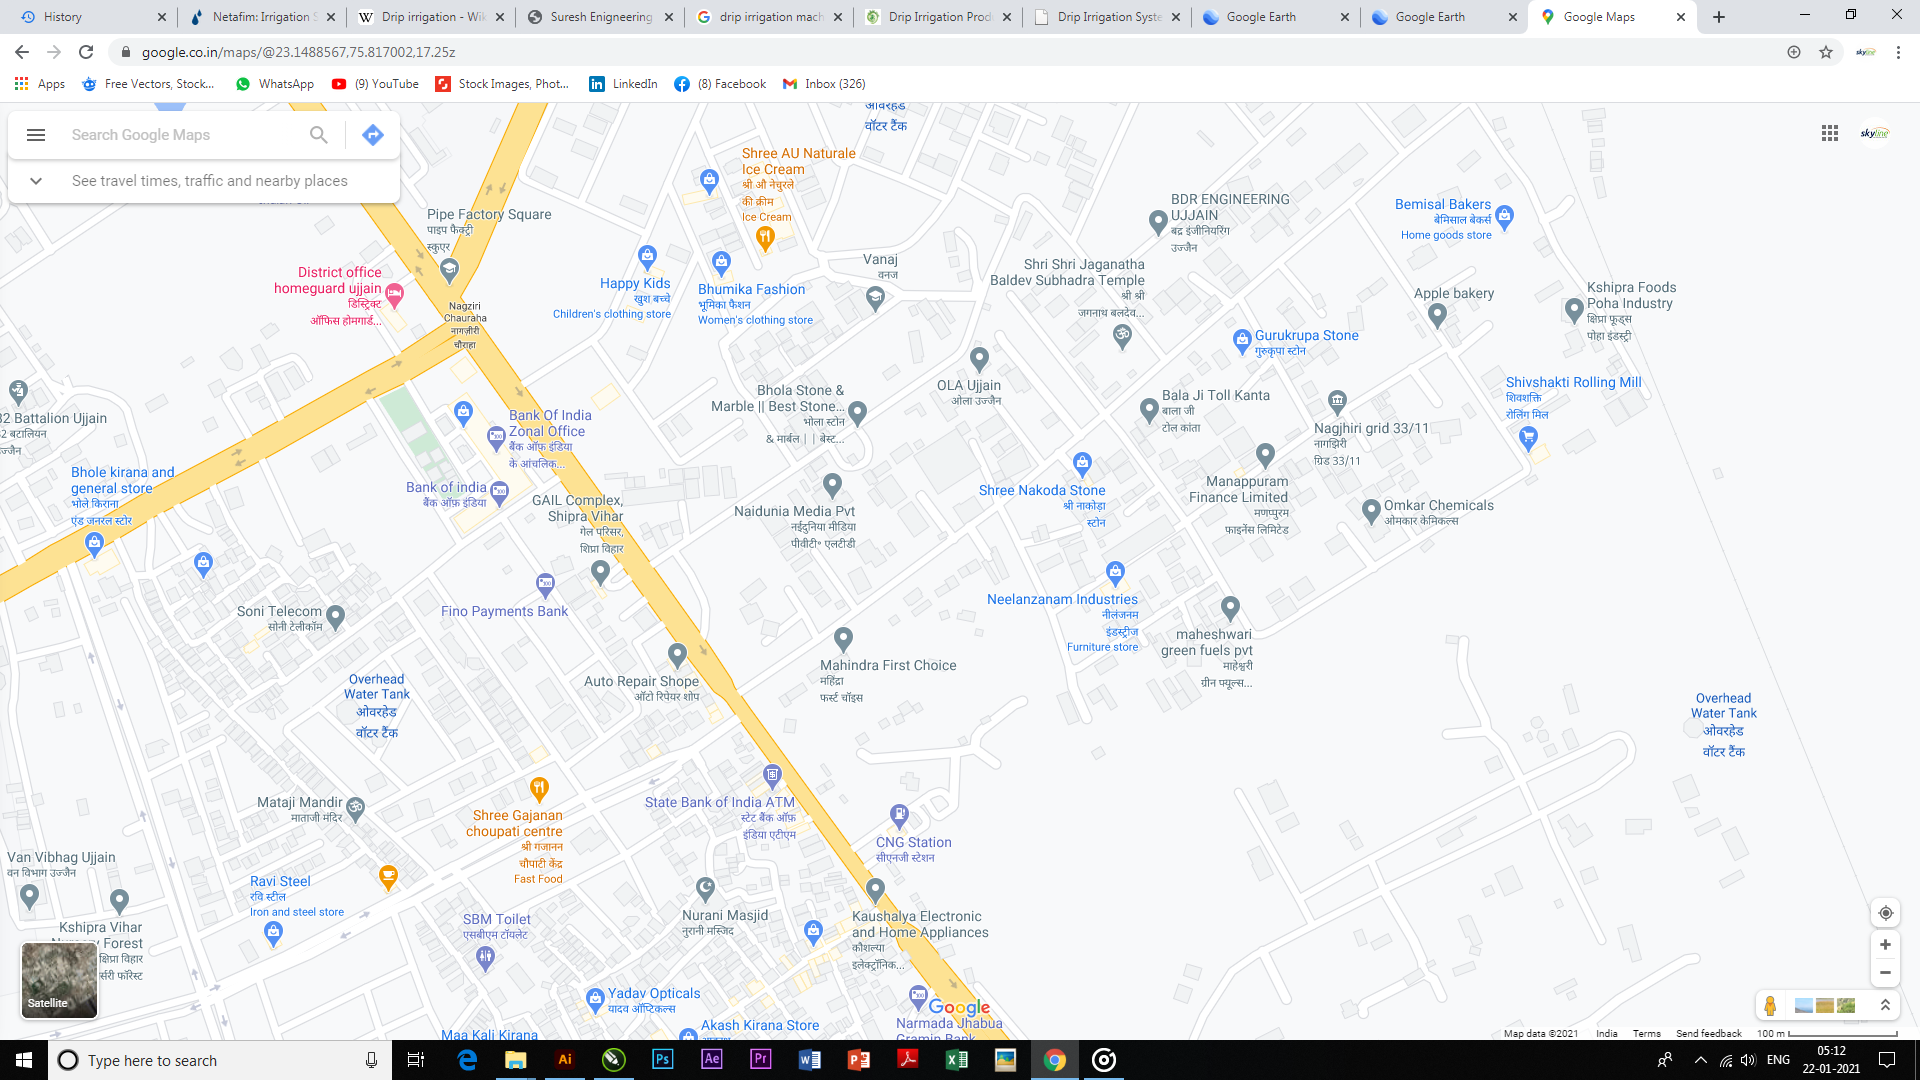 History
Netafim: Irrigation S
Drip irrigation - Wik
Suresh Enigneering
drip irrigation mach
Drip Irrigation Prod
Drip Irrigation Syste
Google Earth
Google Earth
Google Maps
google.co.in/maps/@23.1488567,75.817002,17.25z
Apps
Free Vectors, Stock...
WhatsApp
(9) YouTube
Stock Images, Phot...
LinkedIn
(8) Facebook
Inbox (326)
Search Google Maps
See travel times, traffic and nearby places
skyline
ओवरहेड
वॉटर टैंक
Shree AU Naturale
Ice Cream
श्री औ नेचुरले
की क्रीम
Ice Cream
Pipe Factory Square
पाइप फैक्ट्री
स्कुएर
BDR ENGINEERING
UJJAIN
बद्र इंजीनियरिंग
उज्जैन
Bemisal Bakers
बेमिसाल बेकर्स
Home goods store
District office
homeguard ujjain
डिस्ट्रिक्ट
ऑफिस होमगार्ड...
Nagziri
Chauraha
नागज़ीरी
चौराहा
Happy Kids
खुश बच्चे
Children's clothing store
Bhumika Fashion
भूमिका फैशन
Women's clothing store
Vanaj
वनज
Shri Shri Jaganatha
Baldev Subhadra Temple
श्री श्री
जगनाथ बलदेव...
Apple bakery
Kshipra Foods
Poha Industry
क्षिप्रा फूड्स
पोहा इंडस्ट्री
Gurukrupa Stone
गुरुकृपा स्टोन
OLA Ujjain
ओला उज्जैन
Bhola Stone &
Marble || Best Stone...
भोला स्टोन
& मार्बल | | बेस्ट...
Bala Ji Toll Kanta
बाला जी
टोल कांता
Shivshakti Rolling Mill
शिवशक्ति
रोलिंग मिल
Nagjhiri grid 33/11
नागझिरी
ग्रिड 33/11
32 Battalion Ujjain
32 बटालियन
उज्जैन
Bank Of India
Zonal Office
बैंक ऑफ़ इंडिया
के आंचलिक...
Bhole kirana and
general store
भोले किराना
एंड जनरल स्टोर
Bank of india
बैंक ऑफ़ इंडिया
GAIL Complex,
Shipra Vihar
गेल परिसर,
शिप्रा विहार
Naidunia Media Pvt
नईदुनिया मीडिया
पीवीटी॰ एलटीडी
Shree Nakoda Stone
श्री नाकोड़ा
स्टोन
Manappuram
Finance Limited
मणप्पुरम
फाइनेंस लिमिटेड
Omkar Chemicals
ओमकार केमिकल्स
Soni Telecom
सोनी टेलीकॉम
Fino Payments Bank
Neelanzanam Industries
नीलंजनम
इंडस्ट्रीज
Furniture store
maheshwari
green fuels pvt
माहेश्वरी
ग्रीन फ्यूल्स...
Mahindra First Choice
महिंद्रा
फर्स्ट चॉइस
Auto Repair Shope
ऑटो रिपेयर शोप
Overhead
Water Tank
ओवरहेड
वॉटर टैंक
Overhead
Water Tank
ओवरहेड
वॉटर टैंक
Mataji Mandir
माताजी मंदिर
Shree Gajanan
choupati centre
श्री गजानन
चौपाटी केंद्र
Fast Food
State Bank of India ATM
स्टेट बैंक ऑफ़
इंडिया एटीएम
CNG Station
सीएनजी स्टेशन
Van Vibhag Ujjain
वन विभाग उज्जैन
Ravi Steel
रवि स्टील
Iron and steel store
Kshipra Vihar
Nursery Forest
क्षिप्रा विहार
र्सरी फॉरेस्ट
SBM Toilet
एसबीएम टॉयलेट
Nurani Masjid
नुरानी मस्जिद
Kaushalya Electronic
and Home Appliances
कौशल्या
इलेक्ट्रॉनिक...
Satellite
Yadav Opticals
यादव ऑप्टिकल्स
Akash Kirana Store
Maa Kali Kirana
Google
Narmada Jhabua
Gramin Bank
Map data ©2021
India
Terms
Send feedback
100 m
Type here to search
ENG
05:12
22-01-2021